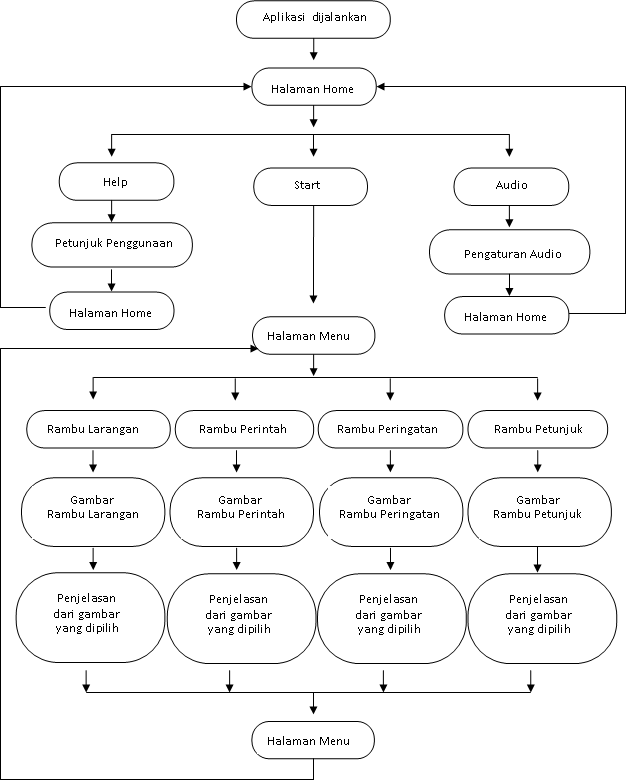 Aplikasi dijalankan
Halaman Home
Help
Start
Audio
Petunjuk Penggunaan
Pengaturan Audio
Halaman Home
Halaman Home
Halaman Menu
Rambu Larangan
Rambu Perintah
Rambu Peringatan
Rambu Petunjuk
Gambar
Rambu Larangan
Gambar
Rambu Perintah
Gambar
Rambu Peringatan
Gambar
Rambu Petunjuk
Penjelasan
dari gambar
yang dipilih
Penjelasan
dari gambar
yang dipilih
Penjelasan
dari gambar
yang dipilih
Penjelasan
dari gambar
yang dipilih
Halaman Menu